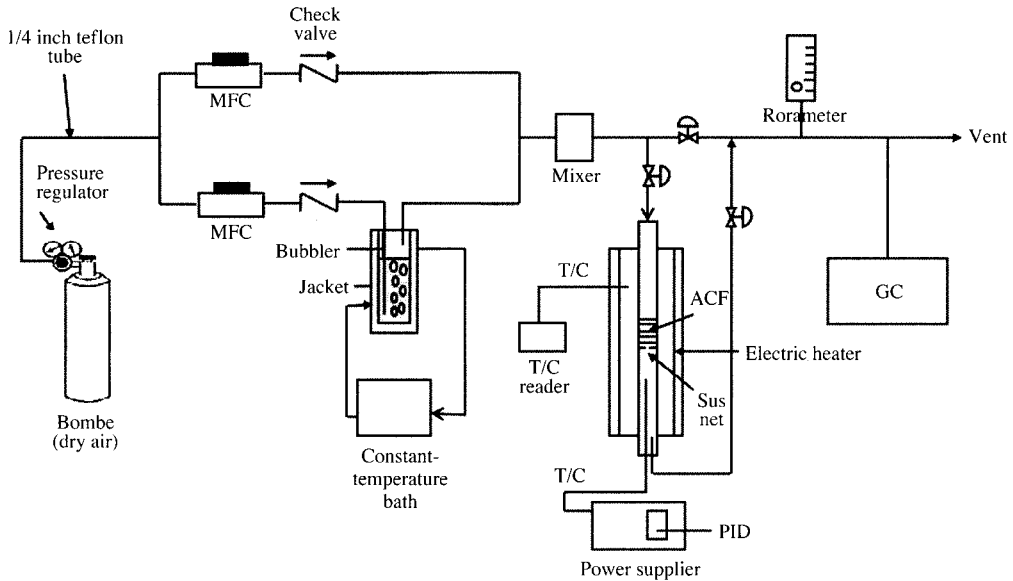 Check
valve
1/4 inch teflon
tube
MFC
Rorameter
Vent
Mixer
Pressure
regulator
MFC
Bubbler
Jacket
T/C
ACF
GC
T/C
reader
Electric heater
Sus
net
Bombe
(dry air)
Constant-
temperature
bath
T/C
PID
Power supplier